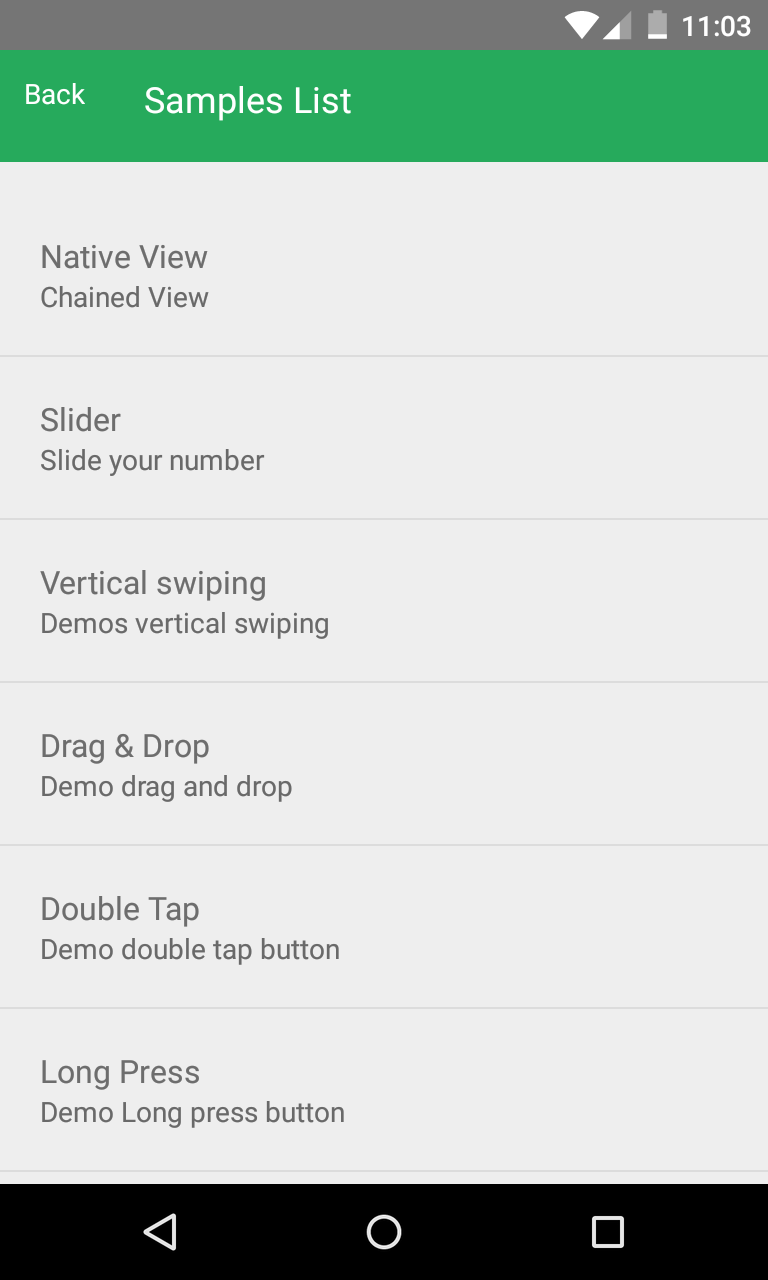 11:03
Back
Samples List
Native View
Chained View
Slider
Slide your number
Vertical swiping
Demos vertical swiping
Drag & Drop
Demo drag and drop
Double Tap
Demo double tap button
Long Press
Demo Long press button